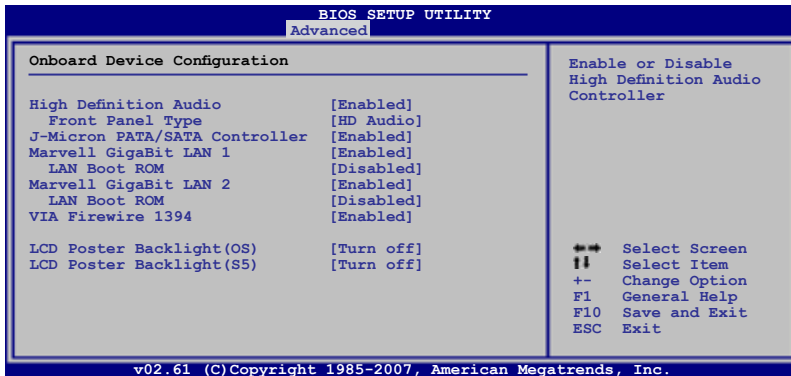 BIOS SETUP UTILITY
Advanced
Onboard Device Configuration
High Definition Audio [Enabled]
Front Panel Type [HD Audio]
J-Micron PATA/SATA Controller [Enabled]
Marvell GigaBit LAN 1 [Enabled]
LAN Boot ROM [Disabled]
Marvell GigaBit LAN 2 [Enabled]
LAN Boot ROM [Disabled]
VIA Firewire 1394 [Enabled]
LCD Poster Backlight(OS) [Turn off]
LCD Poster Backlight(S5) [Turn off]
Enable or Disable
High Definition Audio
Controller
Select Screen
Select Item
+- Change Option
F1 General Help
F10 Save and Exit
ESC Exit
v02.61 (C)Copyright 1985-2007, American Megatrends, Inc.